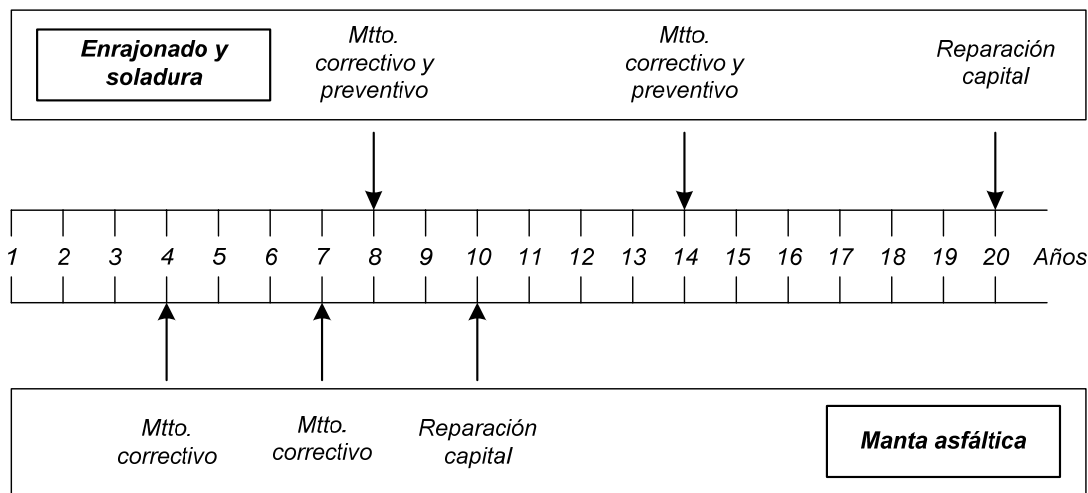 Enrajonado y
soladura
Mtto.
correctivo y
preventivo
Mtto.
correctivo y
preventivo
Reparación
capital
1 2 3 4 5 6 7 8 9 10 11 12 13 14 15 16 17 18 19 20 Años
Mtto.
correctivo
Mtto.
correctivo
Reparación
capital
Manta asfáltica